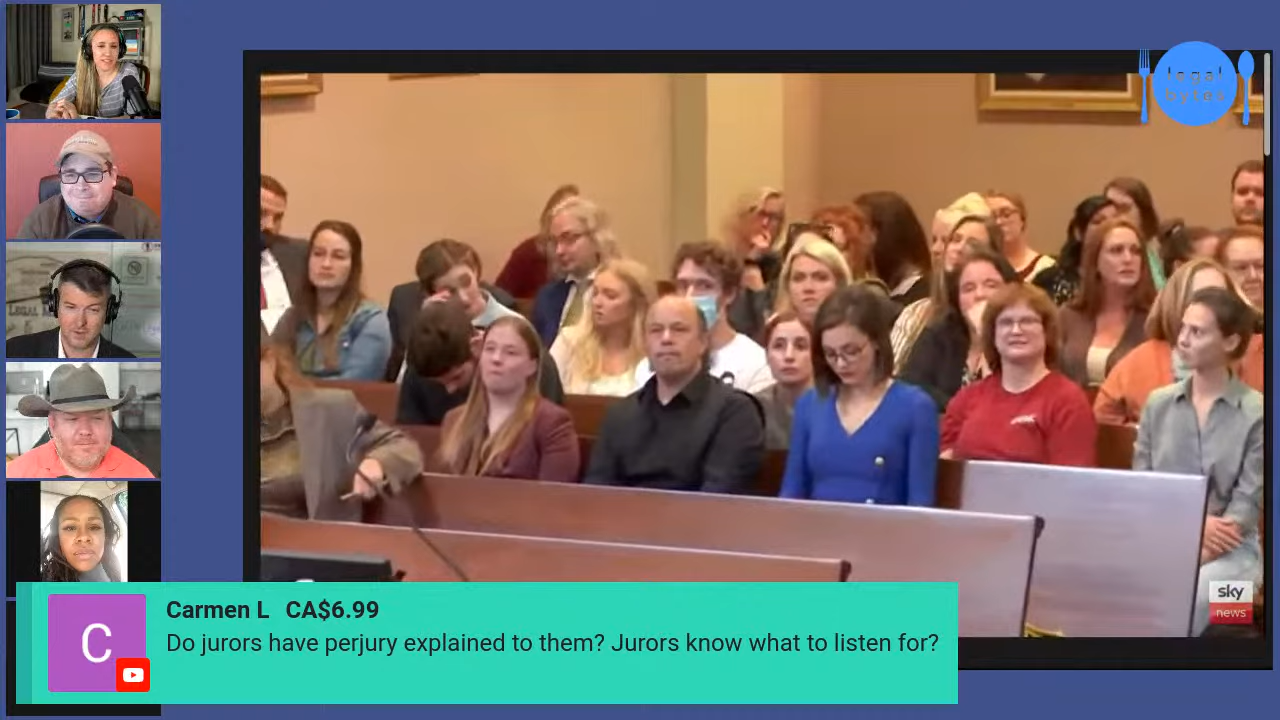 legal
bytes
sky
news
C
Carmen L CA$6.99
Do jurors have perjury explained to them? Jurors know what to listen for?